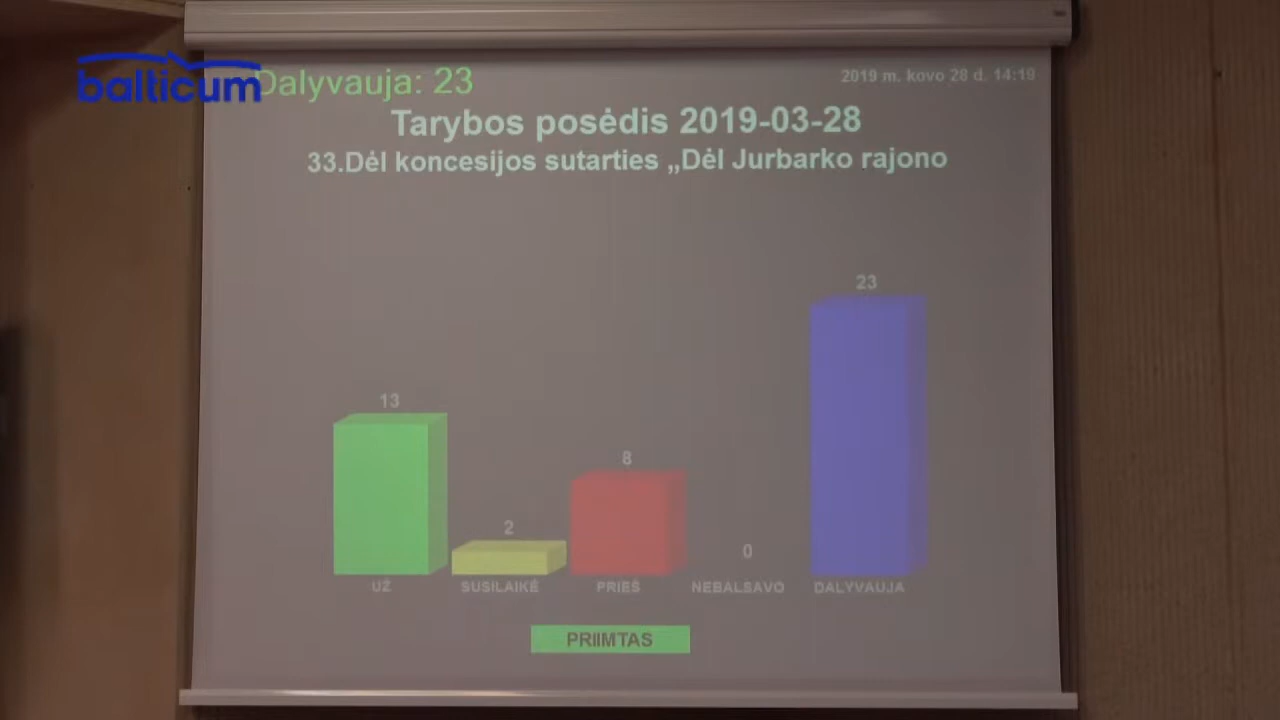 balticum
Dalyvauja: 23
2019 m. kovo 28 d. 14:19
Tarybos posėdis 2019-03-28
33.Dėl koncesijos sutarties „Dėl Jurbarko rajono
23
13
8
2
0
UŽ SUSILAIKĖ PRIEŠ NEBALSAVO DALYVAUJA
PRIIMTAS